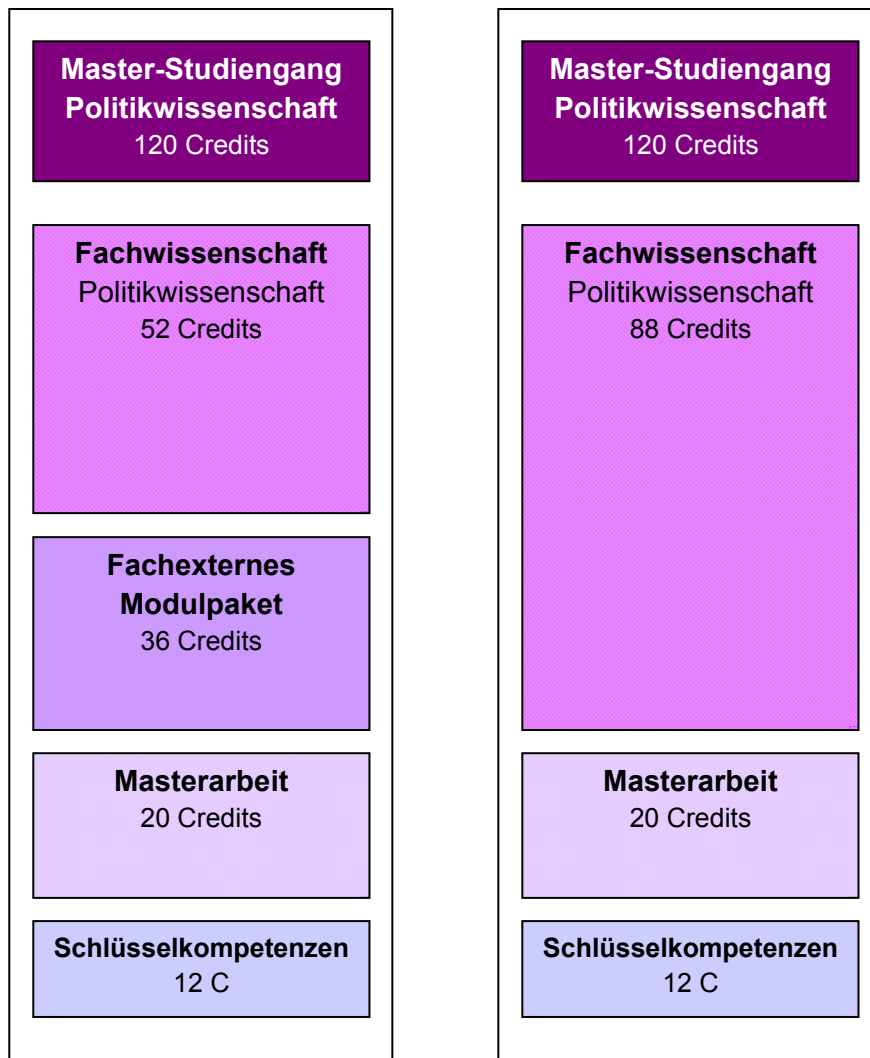 Master-Studiengang
Politikwissenschaft
120 Credits
Fachwissenschaft
Politikwissenschaft
52 Credits
Fachexternes
Modulpaket
36 Credits
Masterarbeit
20 Credits
Schlüsselkompetenzen
12 C
Master-Studiengang
Politikwissenschaft
120 Credits
Fachwissenschaft
Politikwissenschaft
88 Credits
Masterarbeit
20 Credits
Schlüsselkompetenzen
12 C